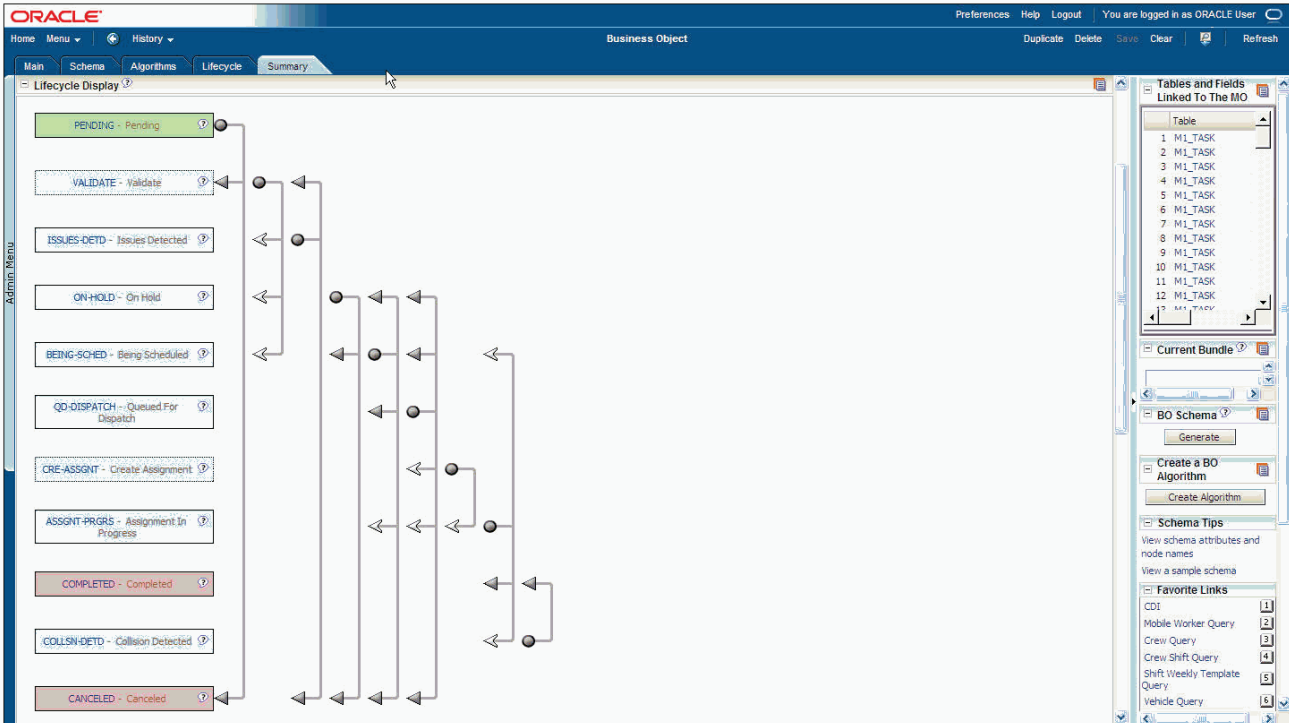 ORACLE
Preferences Help Logout You are logged in as ORACLE User
Home Menu History Business Object Duplicate Delete Save Clear Refresh
Main Schema Algorithms Lifecycle Summary
Admin Menu
Lifecycle Display
PENDING - Pending
VALIDATE - Validate
ISSUES-DETD - Issues Detected
ON-HOLD - On Hold
BEING-SCHED - Being Scheduled
QD-DISPATCH - Queued For
Dispatch
CRE-ASSGNT - Create Assignment
ASSGNT-PRGRS - Assignment In
Progress
COMPLETED - Completed
COLLSN-DETD - Collision Detected
CANCELED - Canceled
Tables and Fields
Linked To The MO
Table
1 M1_TASK
2 M1_TASK
3 M1_TASK
4 M1_TASK
5 M1_TASK
6 M1_TASK
7 M1_TASK
8 M1_TASK
9 M1_TASK
10 M1_TASK
11 M1_TASK
12 M1_TASK
13 M1_TASK
Current Bundle
BO Schema
Generate
Create a BO
Algorithm
Create Algorithm
Schema Tips
View schema attributes and
node names
View a sample schema
Favorite Links
CDI 1
Mobile Worker Query 2
Crew Query 3
Crew Shift Query 4
Shift Weekly Template
Query 5
Vehicle Query 6